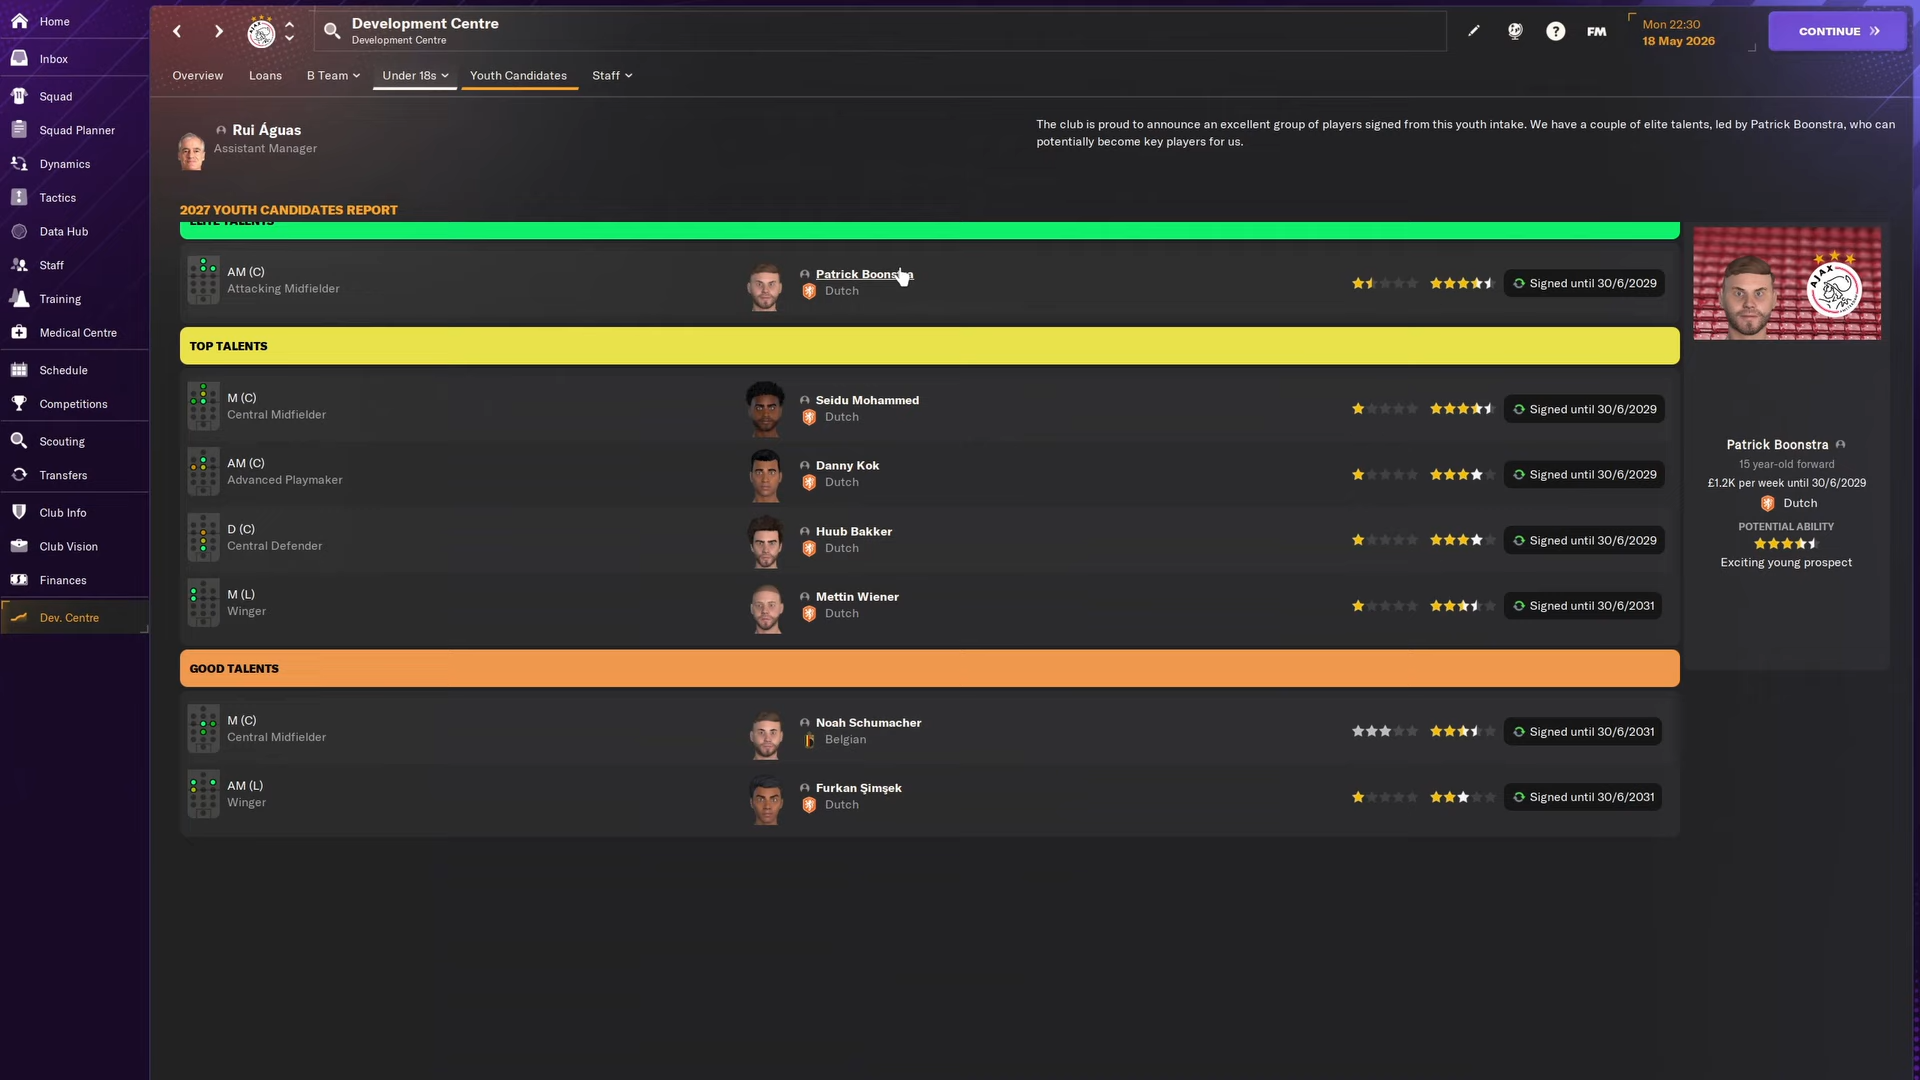 Home
Inbox
Squad
Squad Planner
Dynamics
Tactics
Data Hub
Staff
Training
Medical Centre
Schedule
Competitions
Scouting
Transfers
Club Info
Club Vision
Finances
Dev. Centre
Development Centre
Development Centre
FM
Mon 22:30
18 May 2026
CONTINUE
Overview
Loans
B Team
Under 18s
Youth Candidates
Staff
Rui Águas
Assistant Manager
The club is proud to announce an excellent group of players signed from this youth intake. We have a couple of elite talents, led by Patrick Boonstra, who can
potentially become key players for us.
2027 YOUTH CANDIDATES REPORT
ELITE TALENTS
AM (C)
Attacking Midfielder
Patrick Boonstra
Dutch
Signed until 30/6/2029
TOP TALENTS
M (C)
Central Midfielder
Seidu Mohammed
Dutch
Signed until 30/6/2029
AM (C)
Advanced Playmaker
Danny Kok
Dutch
Signed until 30/6/2029
D (C)
Central Defender
Huub Bakker
Dutch
Signed until 30/6/2029
M (L)
Winger
Mettin Wiener
Dutch
Signed until 30/6/2031
GOOD TALENTS
M (C)
Central Midfielder
Noah Schumacher
Belgian
Signed until 30/6/2031
AM (L)
Winger
Furkan Şimşek
Dutch
Signed until 30/6/2031
AJAX
Patrick Boonstra
15 year-old forward
£1.2K per week until 30/6/2029
Dutch
POTENTIAL ABILITY
Exciting young prospect